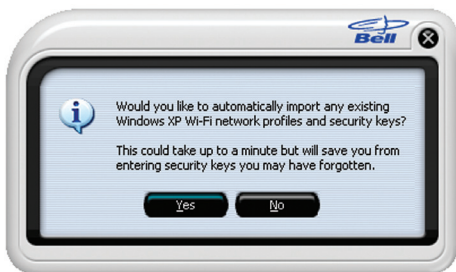 Bell
Would you like to automatically import any existing
Windows XP Wi-Fi network profiles and security keys?
This could take up to a minute but will save you from
entering security keys you may have forgotten.
Yes No